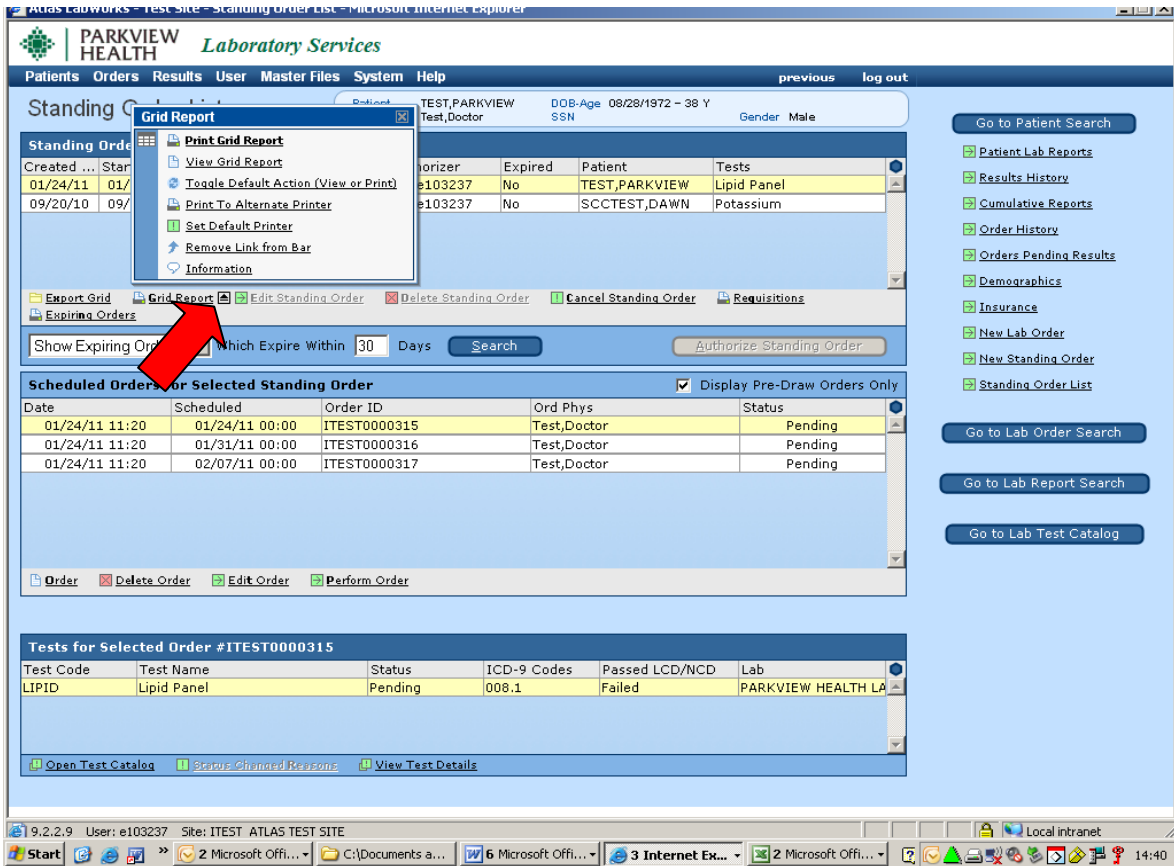 Atlas LabWorks - Test Site - Standing Order List - Microsoft Internet Explorer
PARKVIEW HEALTH Laboratory Services
Patients Orders Results User Master Files System Help previous log out
Standing Patient TEST,PARKVIEW DOB-Age 08/28/1972 - 38 Y
Test,Doctor SSN Gender Male
Grid Report
Print Grid Report
View Grid Report
Toggle Default Action (View or Print)
Print To Alternate Printer
Set Default Printer
Remove Link from Bar
Information
Standing Orde
Created ... Star horizer Expired Patient Tests
01/24/11 01/ e103237 No TEST,PARKVIEW Lipid Panel
09/20/10 09/ e103237 No SCCTEST,DAWN Potassium
Export Grid Grid Report Edit Standing Order Delete Standing Order Cancel Standing Order Requisitions
Expiring Orders
Show Expiring Ord Which Expire Within 30 Days Search Authorize Standing Order
Scheduled Orders for Selected Standing Order Display Pre-Draw Orders Only
Date Scheduled Order ID Ord Phys Status
01/24/11 11:20 01/24/11 00:00 ITEST0000315 Test,Doctor Pending
01/24/11 11:20 01/31/11 00:00 ITEST0000316 Test,Doctor Pending
01/24/11 11:20 02/07/11 00:00 ITEST0000317 Test,Doctor Pending
Order Delete Order Edit Order Perform Order
Tests for Selected Order #ITEST0000315
Test Code Test Name Status ICD-9 Codes Passed LCD/NCD Lab
LIPID Lipid Panel Pending 008.1 Failed PARKVIEW HEALTH LA
Open Test Catalog Status Changed Reasons View Test Details
Go to Patient Search
Patient Lab Reports
Results History
Cumulative Reports
Order History
Orders Pending Results
Demographics
Insurance
New Lab Order
New Standing Order
Standing Order List
Go to Lab Order Search
Go to Lab Report Search
Go to Lab Test Catalog
9.2.2.9 User: e103237 Site: ITEST ATLAS TEST SITE Local intranet
Start » 2 Microsoft Offi... C:\Documents a... 6 Microsoft Offi... 3 Internet Ex... 2 Microsoft Offi... 14:40